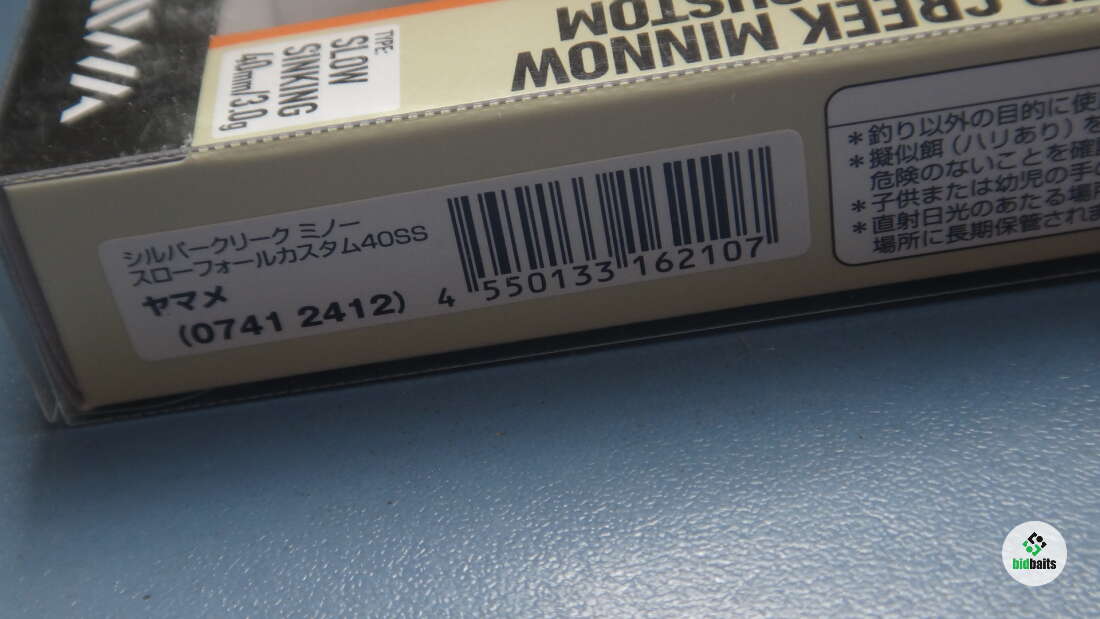 DAIWA
TYPE:
SLOW
SINKING
40mm/3.0g
CREEK MINNOW
CUSTOM
シルバークリーク ミノー
スローフォールカスタム40SS
ヤマメ
(0741 2412)
4 550133 162107
*釣り以外の目的に使
*擬似餌(ハリあり)を
危険のないことを確
*子供または幼児の手の
*直射日光のあたる場所
場所に長期保管されま
bidbaits